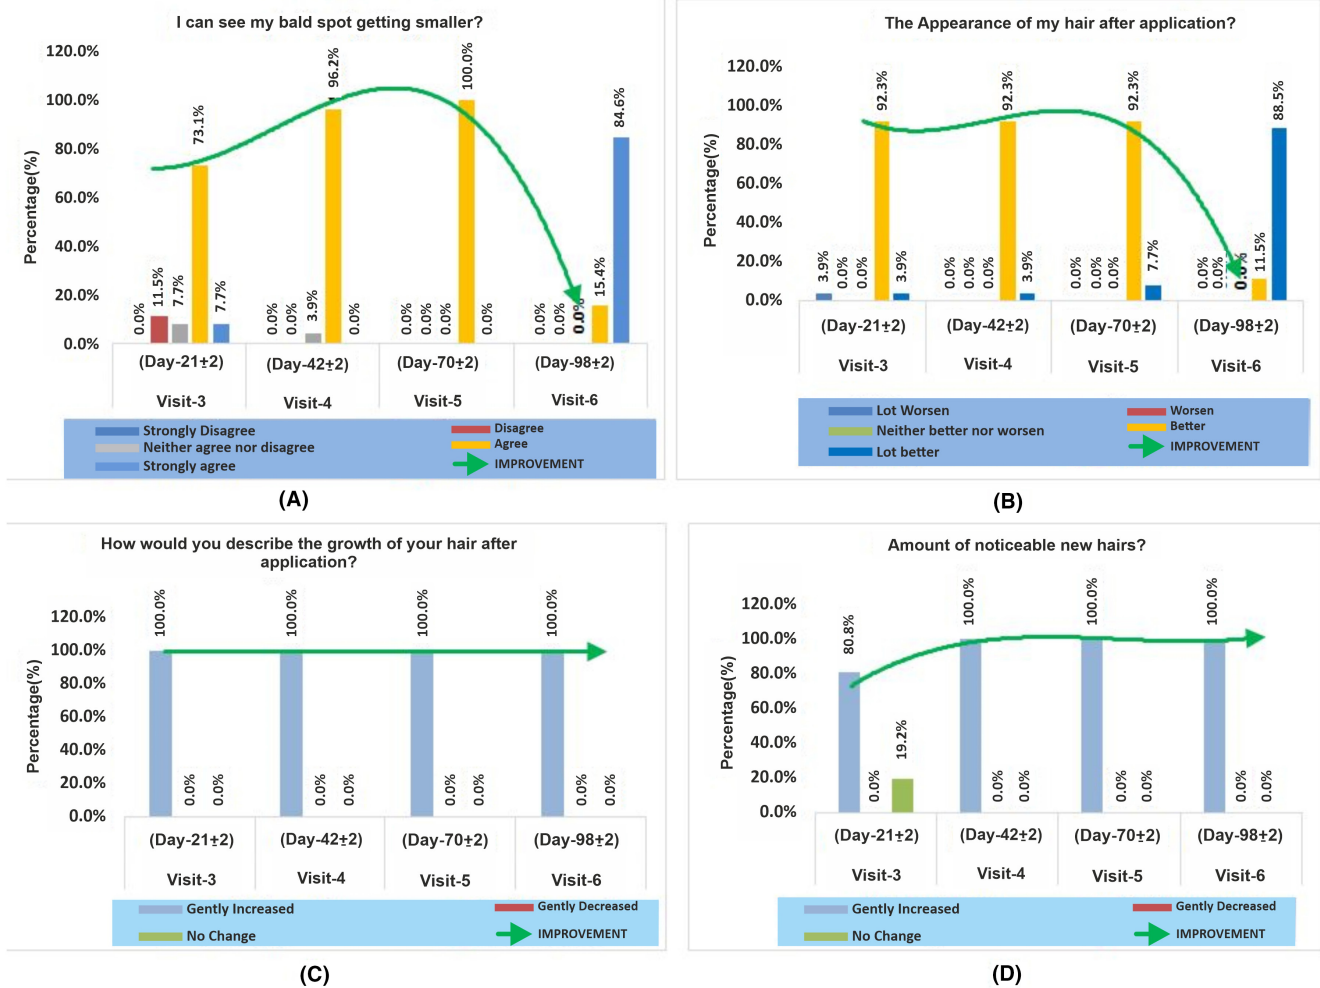 I can see my bald spot getting smaller?
Percentage(%)
120.0%
100.0%
80.0%
60.0%
40.0%
20.0%
0.0%
0.0% 11.5% 7.7% 73.1% 7.7%
0.0% 0.0% 3.9% 96.2% 0.0%
0.0% 0.0% 0.0% 100.0% 0.0%
0.0% 0.0% 0.0% 15.4% 84.6%
(Day-21±2) (Day-42±2) (Day-70±2) (Day-98±2)
Visit-3 Visit-4 Visit-5 Visit-6
Strongly Disagree Disagree
Neither agree nor disagree Agree
Strongly agree IMPROVEMENT
(A)
The Appearance of my hair after application?
Percentage(%)
120.0%
100.0%
80.0%
60.0%
40.0%
20.0%
0.0%
3.9% 0.0% 0.0% 92.3% 3.9%
0.0% 0.0% 0.0% 92.3% 3.9%
0.0% 0.0% 0.0% 92.3% 7.7%
0.0% 0.0% 0.0% 11.5% 88.5%
(Day-21±2) (Day-42±2) (Day-70±2) (Day-98±2)
Visit-3 Visit-4 Visit-5 Visit-6
Lot Worsen Worsen
Neither better nor worsen Better
Lot better IMPROVEMENT
(B)
How would you describe the growth of your hair after
application?
Percentage(%)
120.0%
100.0%
80.0%
60.0%
40.0%
20.0%
0.0%
100.0% 0.0% 0.0%
100.0% 0.0% 0.0%
100.0% 0.0% 0.0%
100.0% 0.0% 0.0%
(Day-21±2) (Day-42±2) (Day-70±2) (Day-98±2)
Visit-3 Visit-4 Visit-5 Visit-6
Gently Increased Gently Decreased
No Change IMPROVEMENT
(C)
Amount of noticeable new hairs?
Percentage(%)
120.0%
100.0%
80.0%
60.0%
40.0%
20.0%
0.0%
80.8% 0.0% 19.2%
100.0% 0.0% 0.0%
100.0% 0.0% 0.0%
100.0% 0.0% 0.0%
(Day-21±2) (Day-42±2) (Day-70±2) (Day-98±2)
Visit-3 Visit-4 Visit-5 Visit-6
Gently Increased Gently Decreased
No Change IMPROVEMENT
(D)